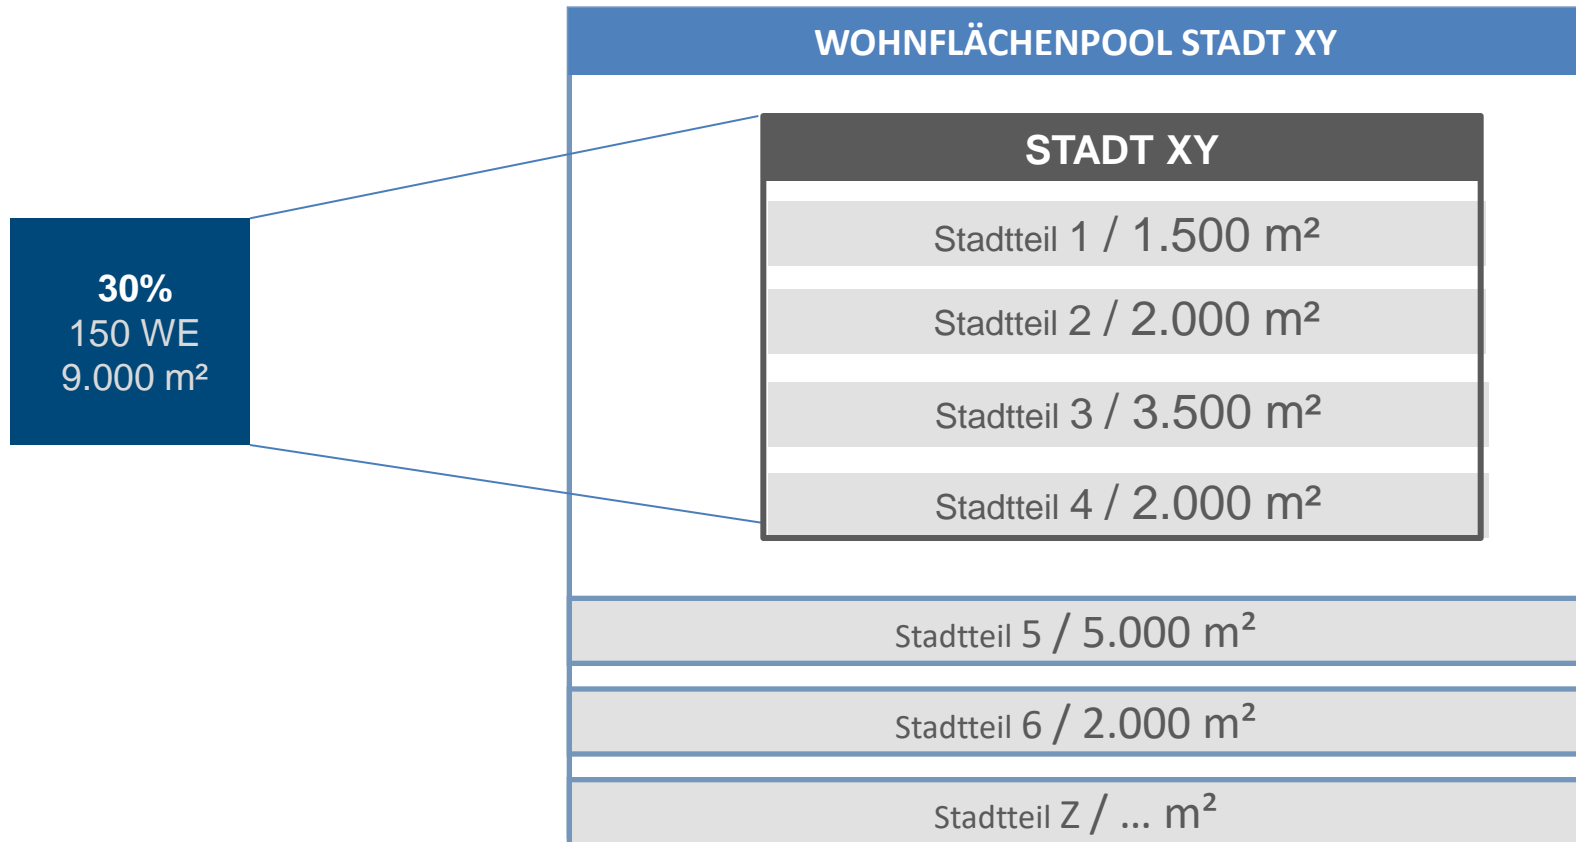 WOHNFLÄCHENPOOL STADT XY
STADT XY
Stadtteil 1 / 1.500 m²
Stadtteil 2 / 2.000 m²
Stadtteil 3 / 3.500 m²
Stadtteil 4 / 2.000 m²
30%
150 WE
9.000 m²
Stadtteil 5 / 5.000 m²
Stadtteil 6 / 2.000 m²
Stadtteil Z / ... m²